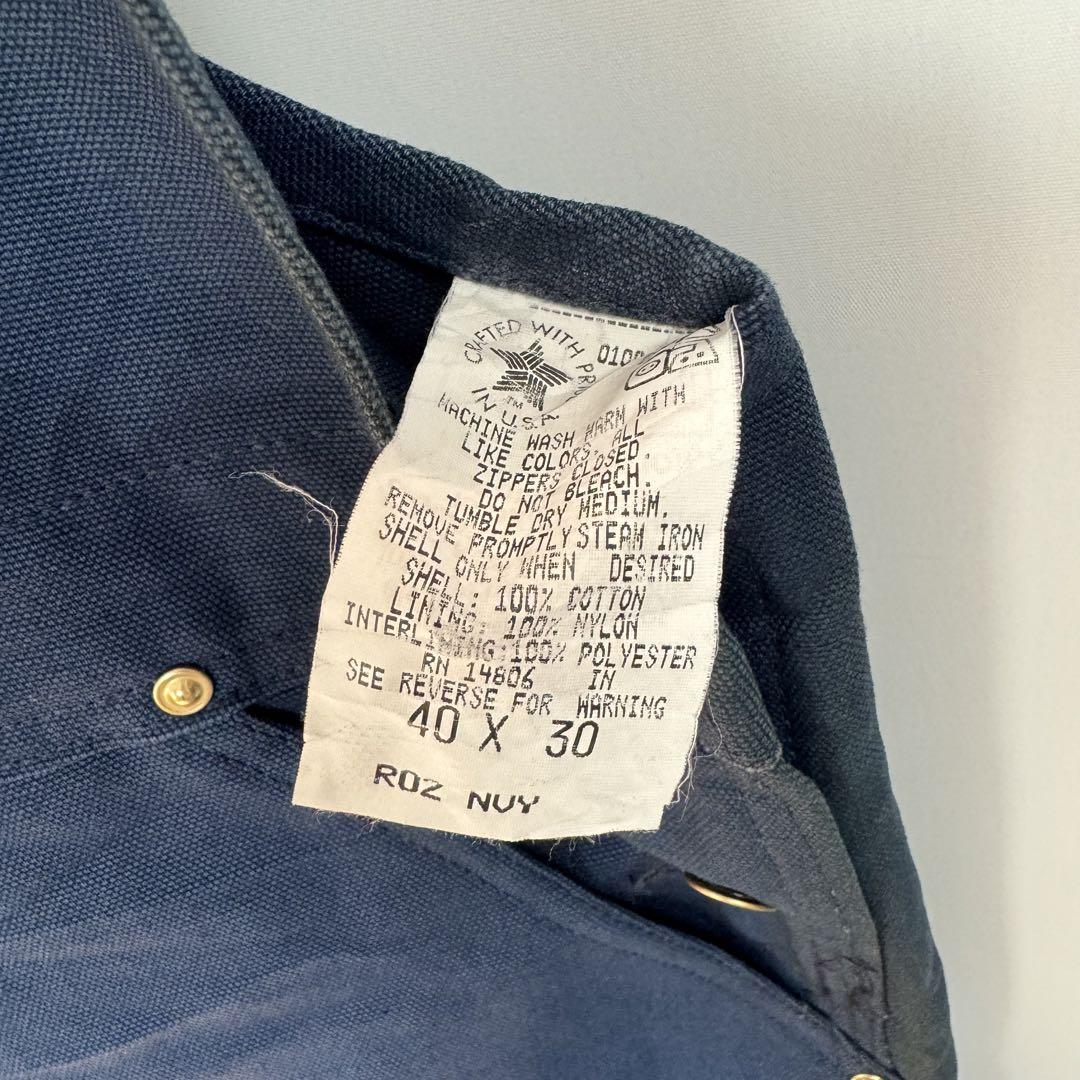 CRAFTED WITH
IN U.S.A
TM
MACHINE WASH WARM WITH
LIKE COLORS, ALL
ZIPPERS CLOSED.
DO NOT BLEACH.
TUMBLE DRY MEDIUM.
REMOVE PROMPTLY STEAM IRON
SHELL ONLY WHEN DESIRED
SHELL: 100% COTTON
LINING: 100% NYLON
INTERLINING: 100% POLYESTER
RN 14806 IN
SEE REVERSE FOR WARNING
40 X 30
R02 NVY